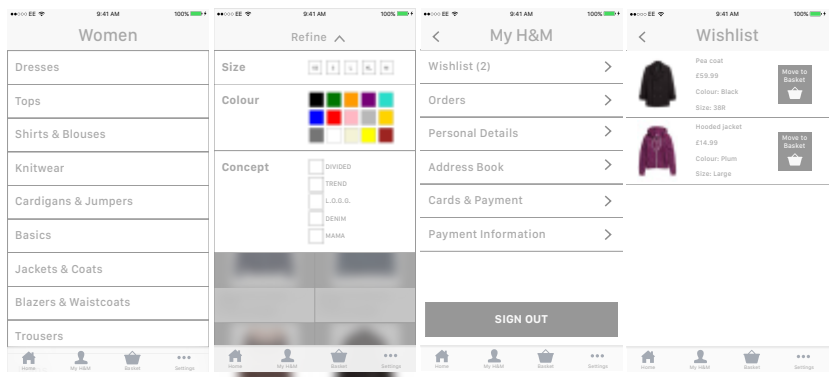 EE
9:41 AM
100%
Women
Dresses
Tops
Shirts & Blouses
Knitwear
Cardigans & Jumpers
Basics
Jackets & Coats
Blazers & Waistcoats
Trousers
Home
My H&M
Basket
Settings
EE
9:41 AM
100%
Refine
Size
Colour
Concept
DIVIDED
TREND
L.O.G.G.
DENIM
MAMA
Home
My H&M
Basket
Settings
EE
9:41 AM
100%
My H&M
Wishlist (2)
Orders
Personal Details
Address Book
Cards & Payment
Payment Information
SIGN OUT
Home
My H&M
Basket
Settings
EE
9:41 AM
100%
Wishlist
Pea coat
£59.99
Colour: Black
Size: 38R
Move to
Basket
Hooded jacket
£14.99
Colour: Plum
Size: Large
Move to
Basket
Home
My H&M
Basket
Settings